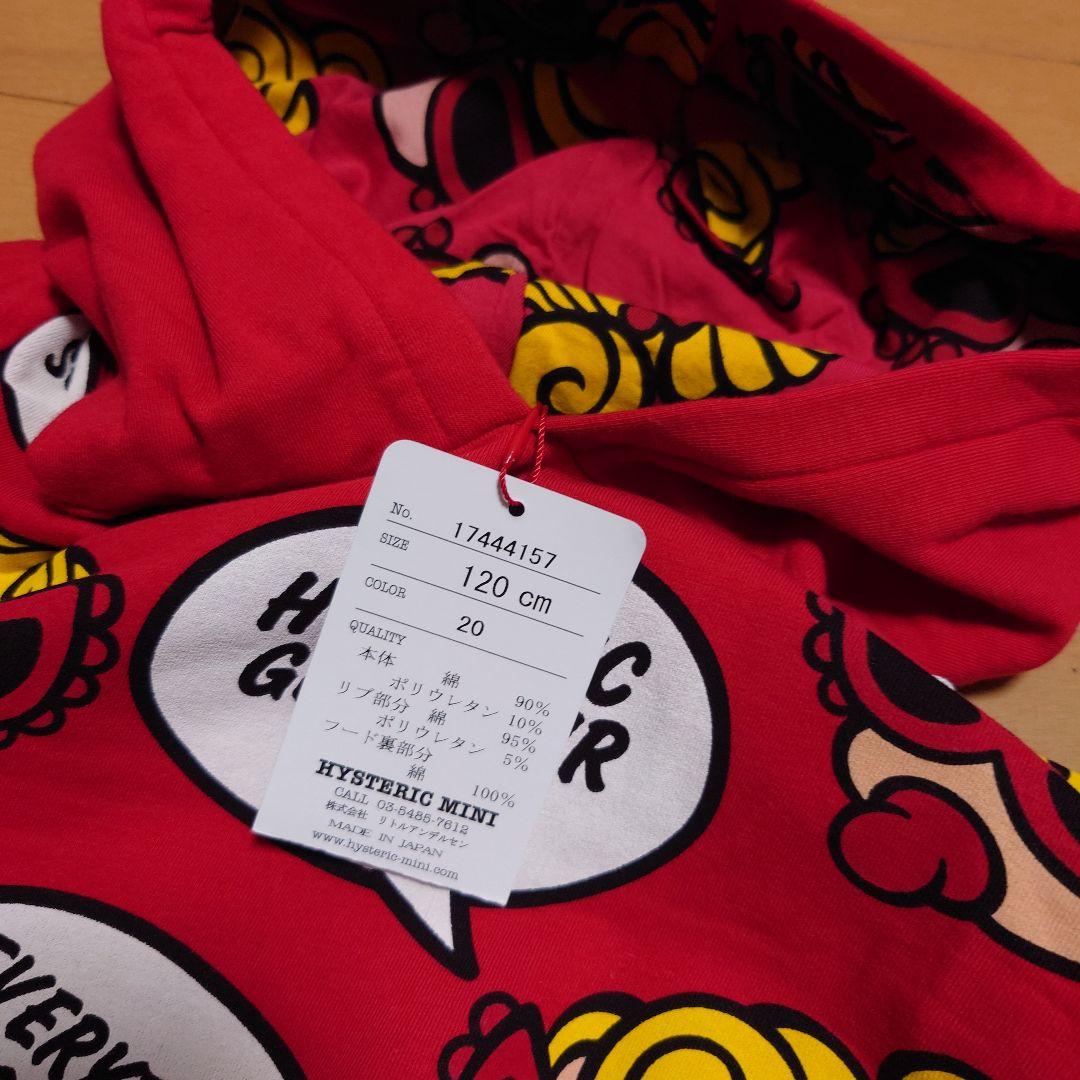 No. 17444157
SIZE 120 cm
COLOR 20
QUALITY
本体 綿 90%
ポリウレタン 10%
リブ部分 綿 95%
ポリウレタン 5%
フード裏部分
綿 100%
HYSTERIC MINI
CALL 03-5485-7612
株式会社 リトルアンデルセン
MADE IN JAPAN
www.hysteric-mini.com